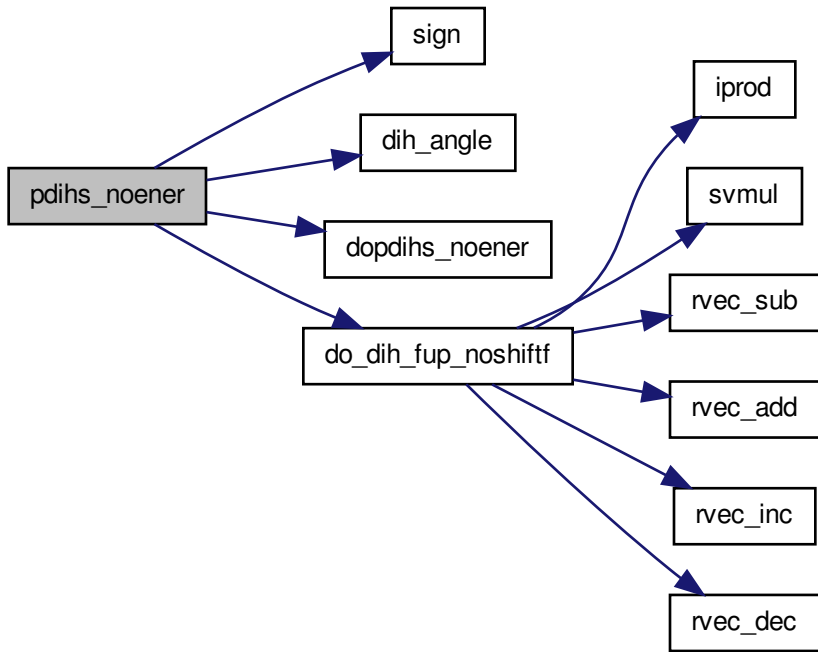 sign
iprod
dih_angle
pdihs_noener
svmul
dopdihs_noener
rvec_sub
do_dih_fup_noshiftf
rvec_add
rvec_inc
rvec_dec